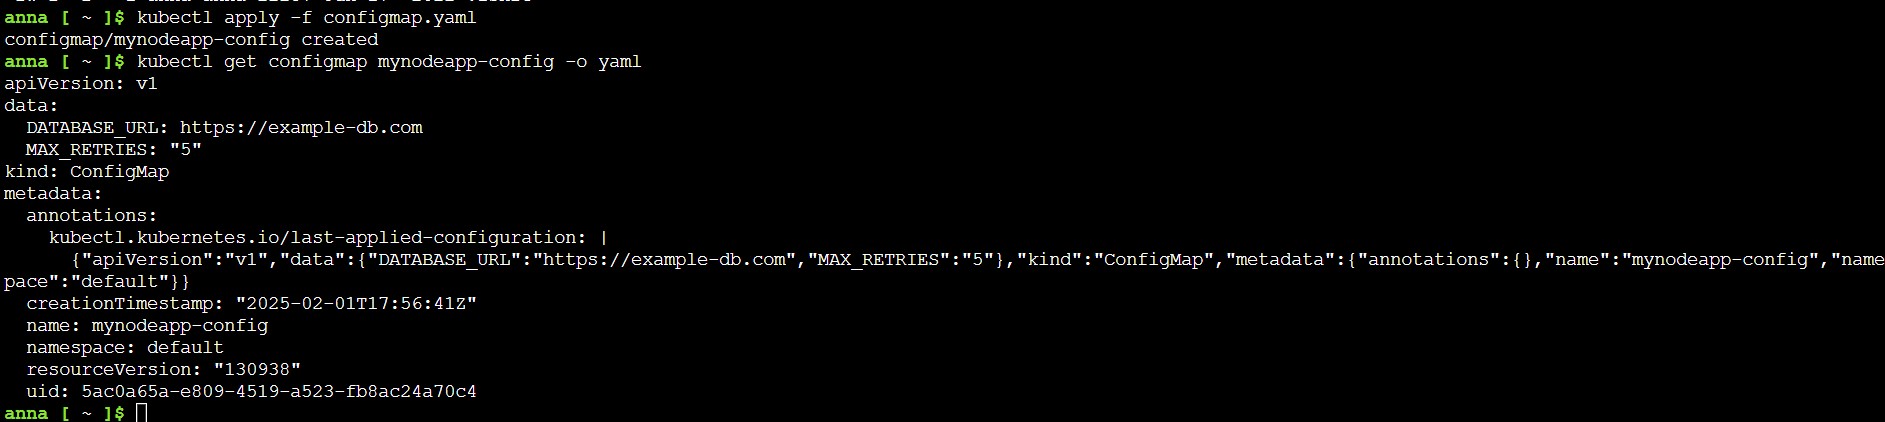 anna [ ~ ]$ kubectl apply -f configmap.yaml
configmap/mynodeapp-config created
anna [ ~ ]$ kubectl get configmap mynodeapp-config -o yaml
apiVersion: v1
data:
  DATABASE_URL: https://example-db.com
  MAX_RETRIES: "5"
kind: ConfigMap
metadata:
  annotations:
    kubectl.kubernetes.io/last-applied-configuration: |
      {"apiVersion":"v1","data":{"DATABASE_URL":"https://example-db.com","MAX_RETRIES":"5"},"kind":"ConfigMap","metadata":{"annotations":{},"name":"mynodeapp-config","name
pace":"default"}}
  creationTimestamp: "2025-02-01T17:56:41Z"
  name: mynodeapp-config
  namespace: default
  resourceVersion: "130938"
  uid: 5ac0a65a-e809-4519-a523-fb8ac24a70c4
anna [ ~ ]$